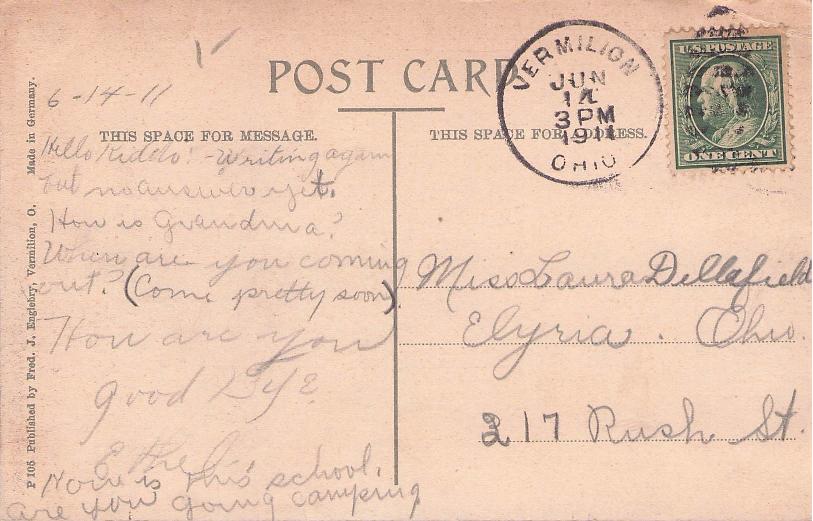 6-14-11
POST CARD
THIS SPACE FOR MESSAGE.
Hello Kiddo! - Writing again
but no answer yet.
How is Grandma?
When are you coming
out? (Come pretty soon)
How are you
Good Bye
Ethel
How is this school.
are you going camping
P 105 Published by Fred. J. Englebry, Vermilion, O. Made in Germany.
THIS SPACE FOR ADDRESS.
VERMILION
JUN
14
3 PM
1911
OHIO
U.S. POSTAGE
ONE CENT
Miss Laura Dellafield
Elyria. Ohio.
217 Rush St.